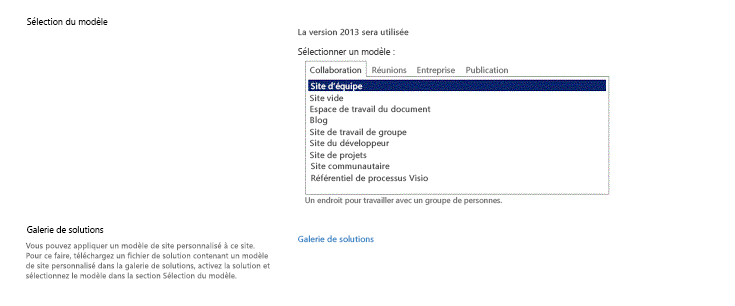 Sélection du modèle
La version 2013 sera utilisée
Sélectionner un modèle :
Collaboration Réunions Entreprise Publication
Site d'équipe
Site vide
Espace de travail du document
Blog
Site de travail de groupe
Site du développeur
Site de projets
Site communautaire
Référentiel de processus Visio
Un endroit pour travailler avec un groupe de personnes.
Galerie de solutions
Vous pouvez appliquer un modèle de site personnalisé à ce site.
Pour ce faire, téléchargez un fichier de solution contenant un modèle
de site personnalisé dans la galerie de solutions, activez la solution et
sélectionnez le modèle dans la section Sélection du modèle.
Galerie de solutions